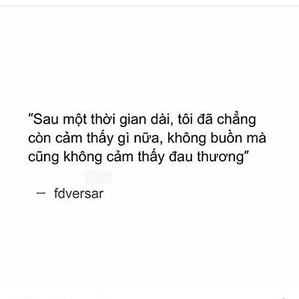 "Sau một thời gian dài, tôi đã chẳng
còn cảm thấy gì nữa, không buồn mà
cũng không cảm thấy đau thương"
— fdversar